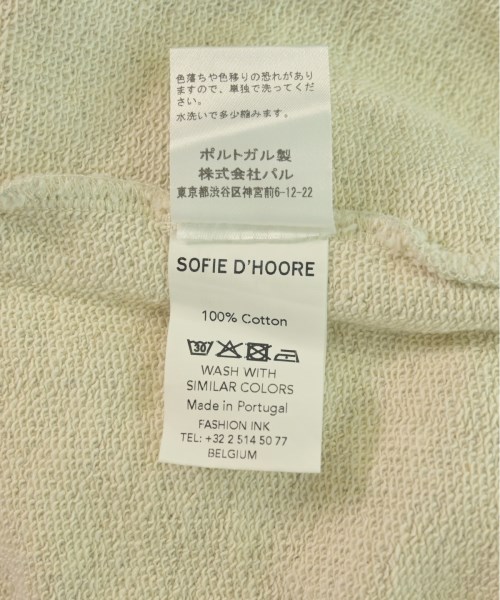 色落ちや色移りの恐れがあり
ますので、単独で洗ってくだ
さい。
水洗いで多少縮みます。
ポルトガル製
株式会社パル
東京都渋谷区神宮前6-12-22
SOFIE D'HOORE
100% Cotton
30
WASH WITH
SIMILAR COLORS
Made in Portugal
FASHION INK
TEL: +32 2 514 50 77
BELGIUM